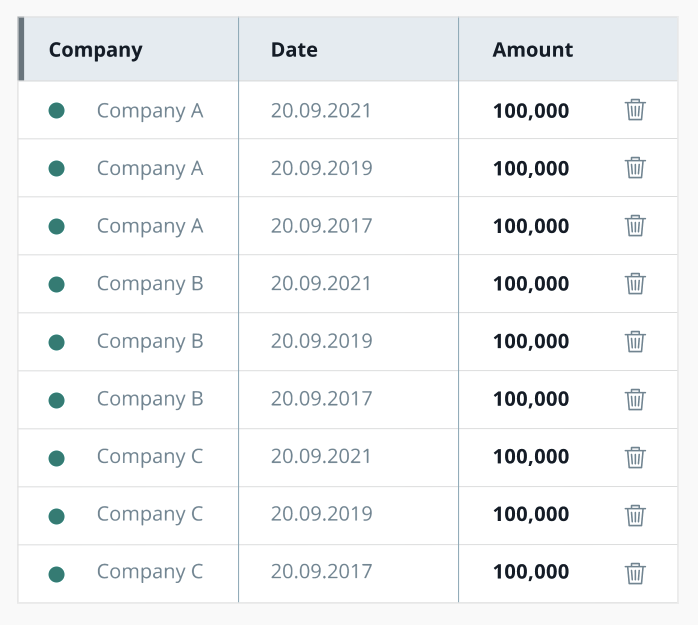 Company Date Amount
Company A 20.09.2021 100,000
Company A 20.09.2019 100,000
Company A 20.09.2017 100,000
Company B 20.09.2021 100,000
Company B 20.09.2019 100,000
Company B 20.09.2017 100,000
Company C 20.09.2021 100,000
Company C 20.09.2019 100,000
Company C 20.09.2017 100,000